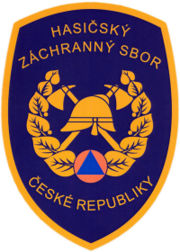 HASIČSKÝ
ZÁCHRANNÝ SBOR
ČESKÉ REPUBLIKY